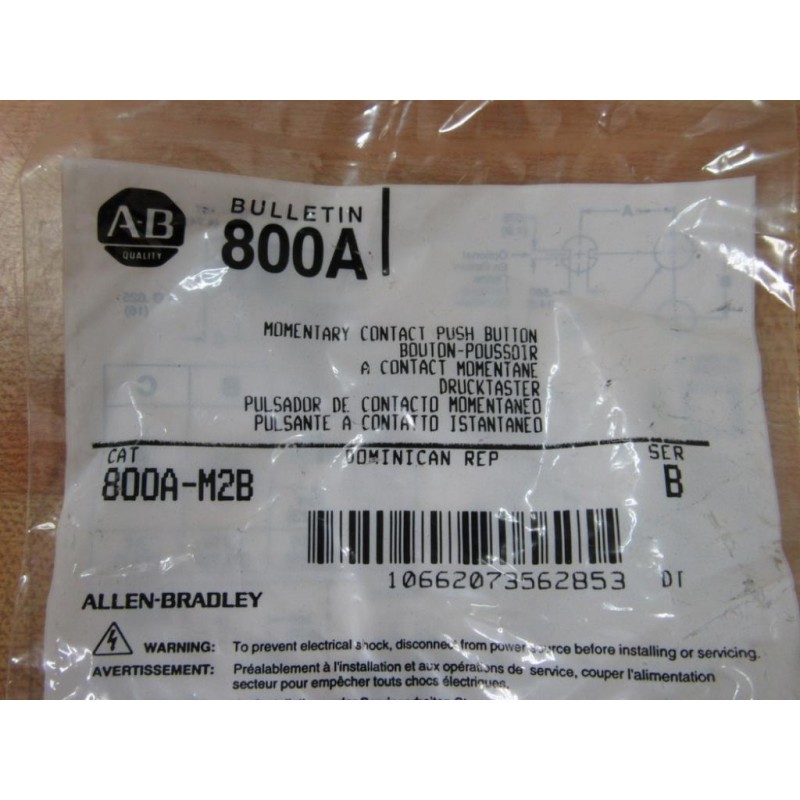 A-B
QUALITY
BULLETIN
800A
MOMENTARY CONTACT PUSH BUTTON
BOUTON-POUSSOIR
A CONTACT MOMENTANE
DRUCKTASTER
PULSADOR DE CONTACTO MOMENTANEO
PULSANTE A CONTATTO ISTANTANEO
CAT DOMINICAN REP SER
800A-M2B B
10662073562853 DT
ALLEN-BRADLEY
WARNING: To prevent electrical shock, disconnect from power source before installing or servicing.
AVERTISSEMENT: Préalablement à l'installation et aux opérations de service, couper l'alimentation
secteur pour empêcher touts chocs électriques.